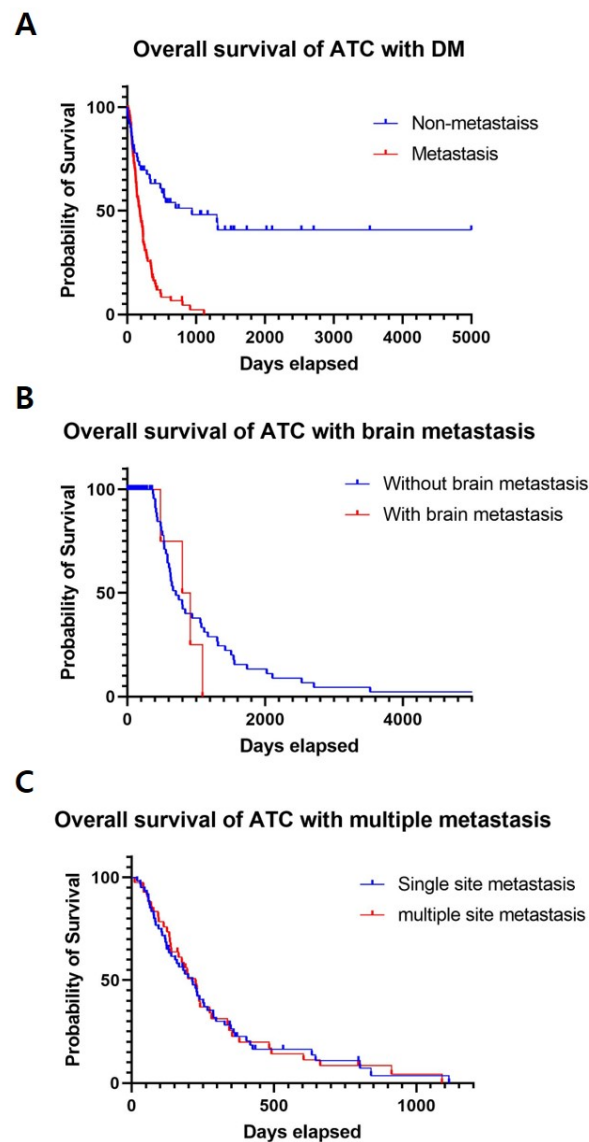 A
Overall survival of ATC with DM
Non-metastaiss
Metastasis
Probability of Survival
100
50
0
0 1000 2000 3000 4000 5000
Days elapsed
B
Overall survival of ATC with brain metastasis
Without brain metastasis
With brain metastasis
Probability of Survival
100
50
0
0 2000 4000
Days elapsed
C
Overall survival of ATC with multiple metastasis
Single site metastasis
multiple site metastasis
Probability of Survival
100
50
0
0 500 1000
Days elapsed